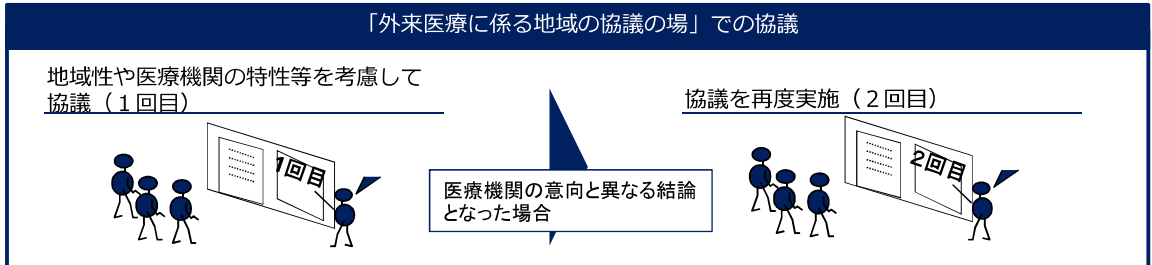 「外来医療に係る地域の協議の場」での協議
地域性や医療機関の特性等を考慮して
協議（１回目）
1回目
医療機関の意向と異なる結論
となった場合
協議を再度実施（２回目）
2回目